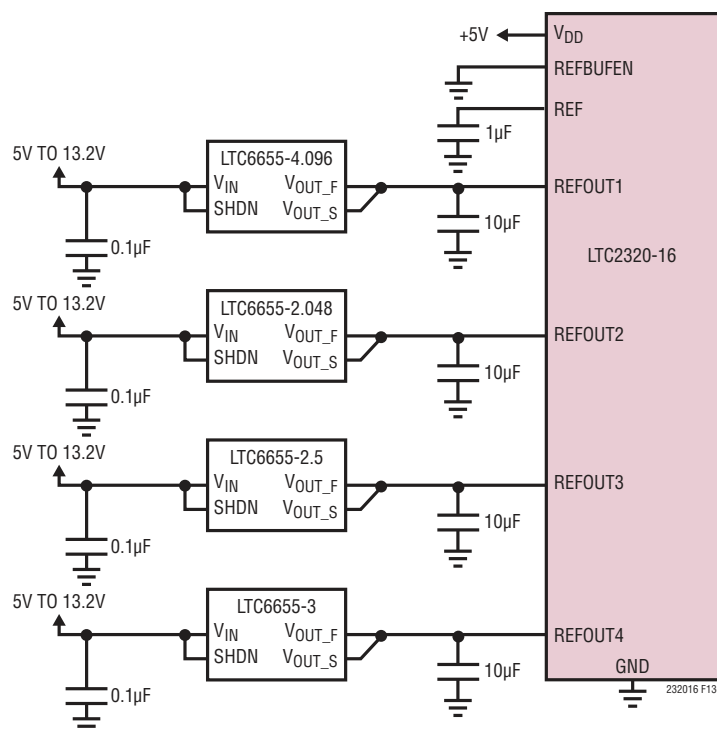 +5V
VDD
REFBUFEN
REF
1µF
5V TO 13.2V
LTC6655-4.096
VIN
VOUT_F
SHDN
VOUT_S
REFOUT1
0.1µF
10µF
LTC2320-16
5V TO 13.2V
LTC6655-2.048
VIN
VOUT_F
SHDN
VOUT_S
REFOUT2
0.1µF
10µF
5V TO 13.2V
LTC6655-2.5
VIN
VOUT_F
SHDN
VOUT_S
REFOUT3
0.1µF
10µF
5V TO 13.2V
LTC6655-3
VIN
VOUT_F
SHDN
VOUT_S
REFOUT4
0.1µF
10µF
GND
232016 F13